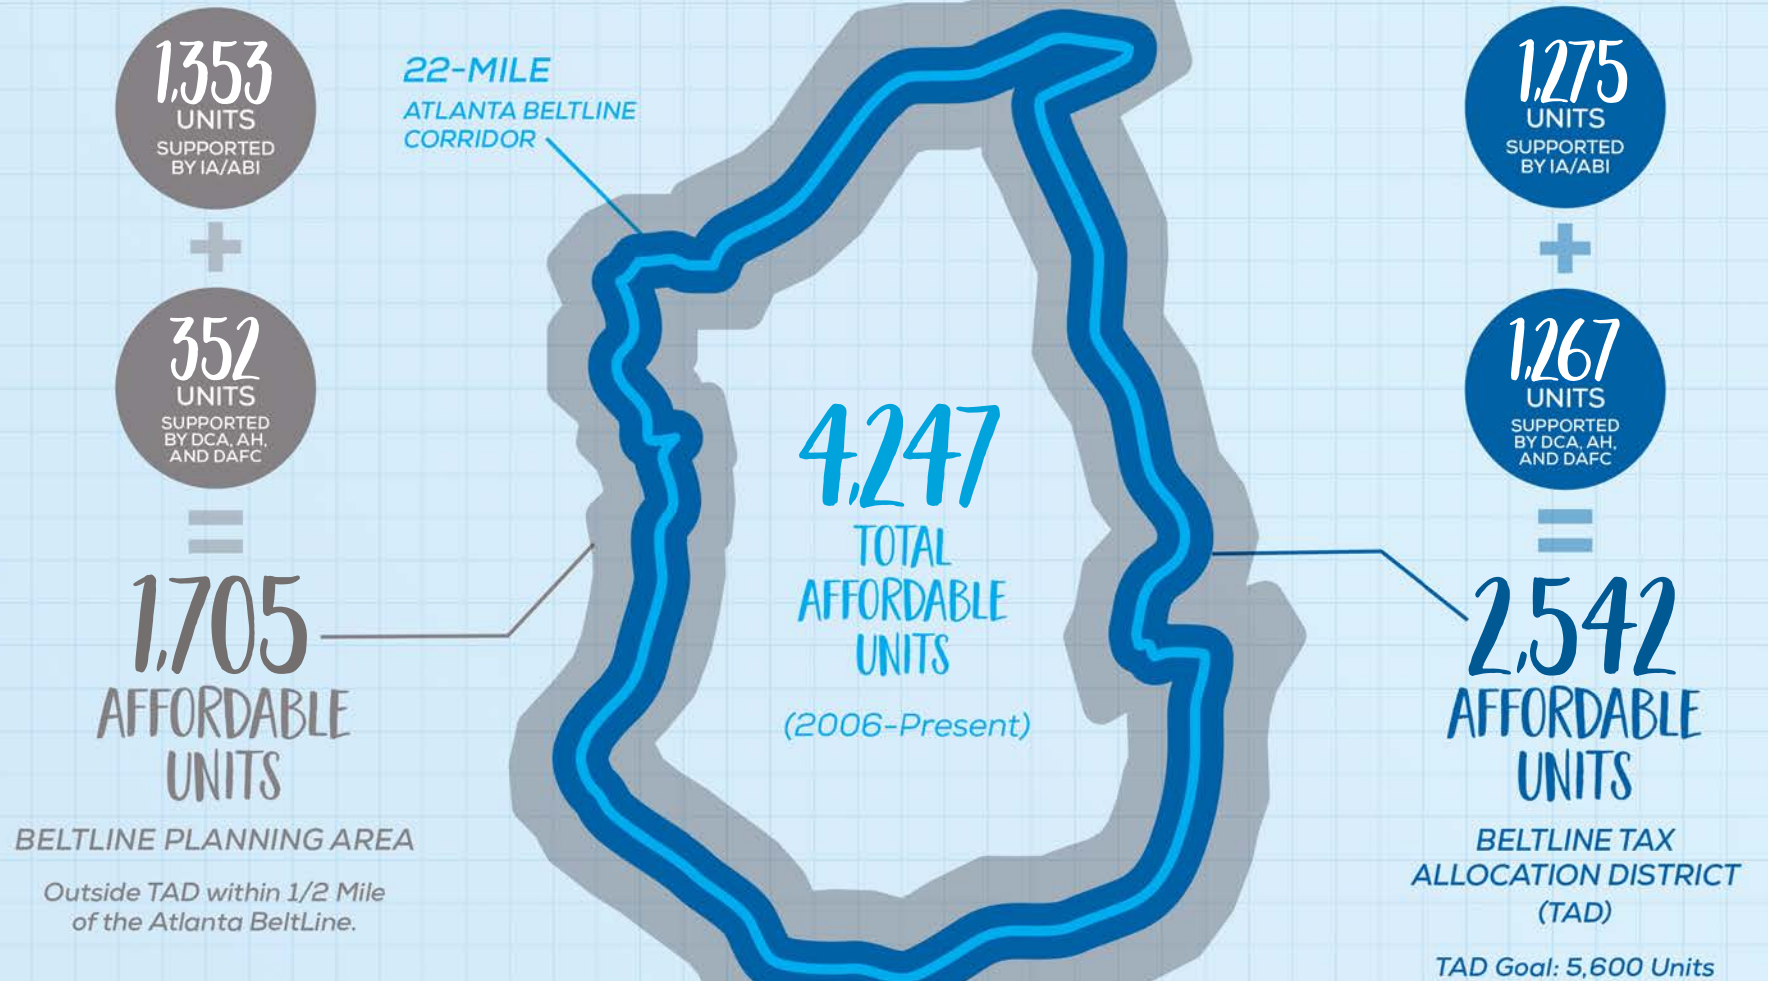 1,353
UNITS
SUPPORTED
BY IA/ABI
+
352
UNITS
SUPPORTED
BY DCA, AH,
AND DAFC
=
1,705
AFFORDABLE
UNITS
BELTLINE PLANNING AREA
Outside TAD within 1/2 Mile
of the Atlanta BeltLine.
22-MILE
ATLANTA BELTLINE
CORRIDOR
4,247
TOTAL
AFFORDABLE
UNITS
(2006-Present)
1,275
UNITS
SUPPORTED
BY IA/ABI
+
1,267
UNITS
SUPPORTED
BY DCA, AH,
AND DAFC
=
2,542
AFFORDABLE
UNITS
BELTLINE TAX
ALLOCATION DISTRICT
(TAD)
TAD Goal: 5,600 Units